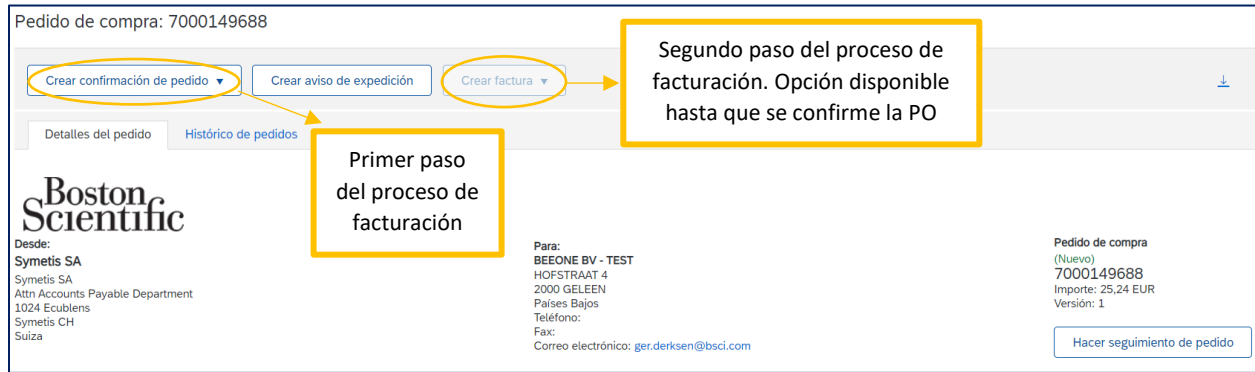 Pedido de compra: 7000149688
Crear confirmación de pedido ▼
Crear aviso de expedición
Crear factura ▼
Segundo paso del proceso de
facturación. Opción disponible
hasta que se confirme la PO
Detalles del pedido
Histórico de pedidos
Primer paso
del proceso de
facturación
Boston
Scientific
Desde:
Symetis SA
Symetis SA
Attn Accounts Payable Department
1024 Ecublens
Symetis CH
Suiza
Para:
BEEONE BV - TEST
HOFSTRAAT 4
2000 GELEEN
Países Bajos
Teléfono:
Fax:
Correo electrónico: ger.derksen@bsci.com
Pedido de compra
(Nuevo)
7000149688
Importe: 25,24 EUR
Versión: 1
Hacer seguimiento de pedido